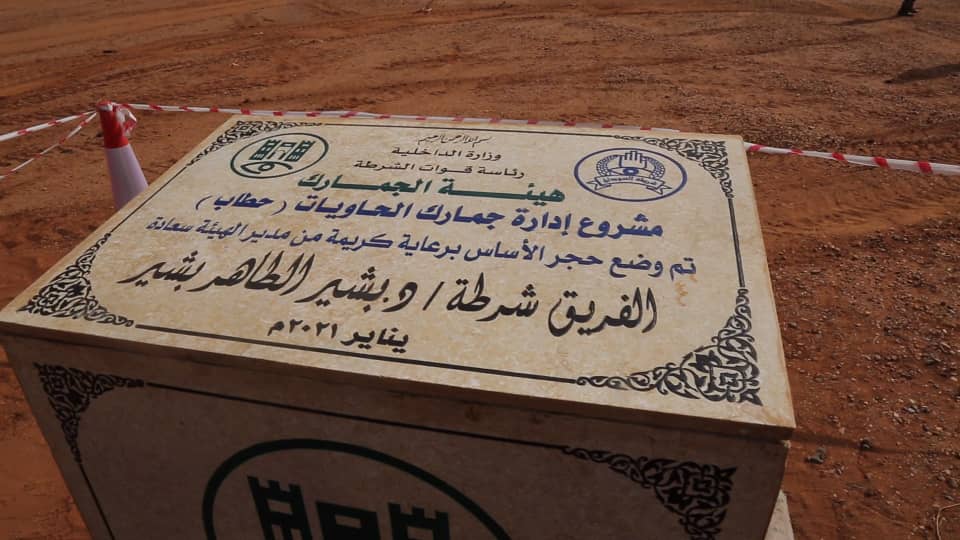 بسم الله الرحمن الرحيم
وزارة الداخلية
رئاسة قوات الشرطة
هيئة الجمارك
مشروع إدارة جمارك الحاويات ( حطاب )
تم وضع حجر الأساس برعاية كريمة من مدير الهيئة سعادة
الفريق شرطة / د. بشير الطاهر بشير
يناير ٢٠٢١م